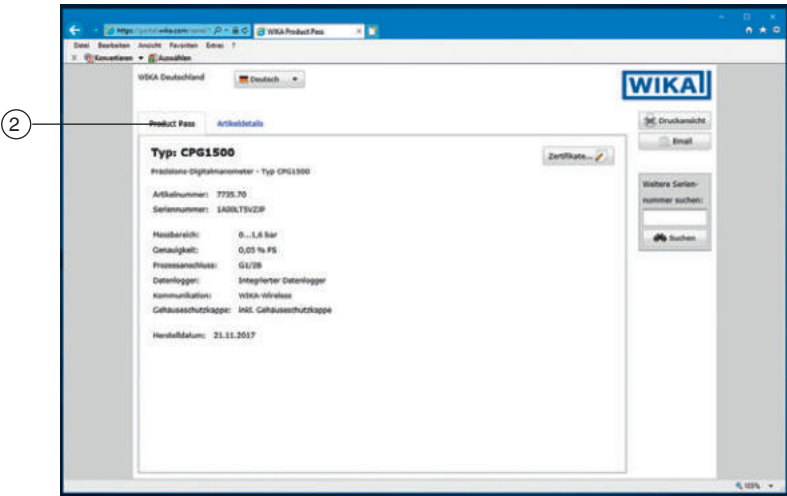 WIKA Product Pass
Datei Bearbeiten Ansicht Favoriten Extras ?
x Konvertieren Auswählen
WIKA Deutschland
Deutsch
WIKA
2
Product Pass Artikeldetails
Druckansicht
Email
Typ: CPG1500
Zertifikate...
Präzisions-Digitalmanometer - Typ CPG1500
Artikelnummer: 7735.70
Seriennummer:
Weitere Serien-
nummer suchen:
Suchen
Messbereich: 0...1,6 bar
Genauigkeit: 0,05 % FS
Prozessanschluss: G1/2B
Datenlogger: Integrierter Datenlogger
Kommunikation: WIKA-Wireless
Gehäuseschutzkappe: inkl. Gehäuseschutzkappe
Herstelldatum: 21.11.2017